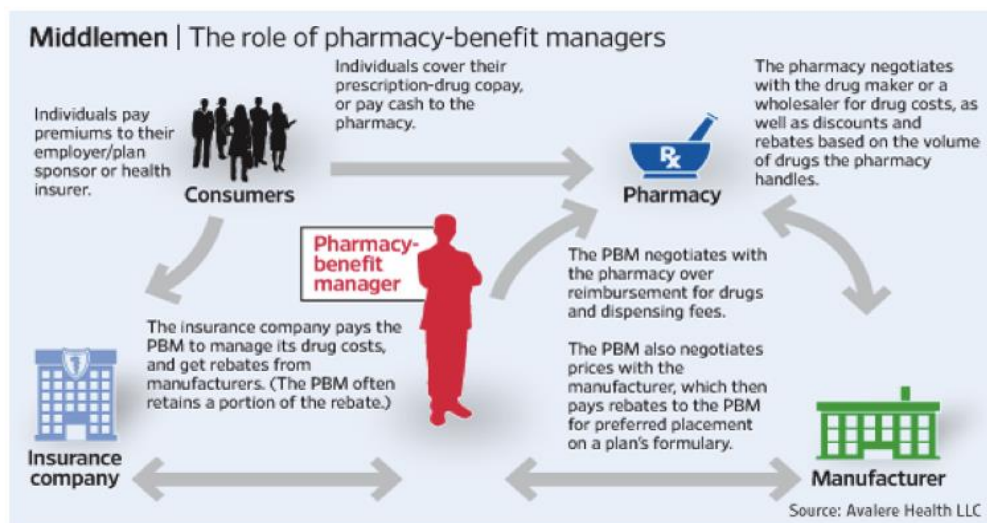 Middlemen | The role of pharmacy-benefit managers
Individuals pay
premiums to their
employer/plan
sponsor or health
insurer.
Individuals cover their
prescription-drug copay,
or pay cash to the
pharmacy.
The pharmacy negotiates
with the drug maker or a
wholesaler for drug costs, as
well as discounts and
rebates based on the volume
of drugs the pharmacy
handles.
Consumers
Rx
Pharmacy
Pharmacy-
benefit
manager
The PBM negotiates with
the pharmacy over
reimbursement for drugs
and dispensing fees.
The insurance company pays the
PBM to manage its drug costs,
and get rebates from
manufacturers. (The PBM often
retains a portion of the rebate.)
The PBM also negotiates
prices with the
manufacturer, which then
pays rebates to the PBM
for preferred placement
on a plan's formulary.
Insurance
company
Manufacturer
Source: Avalere Health LLC